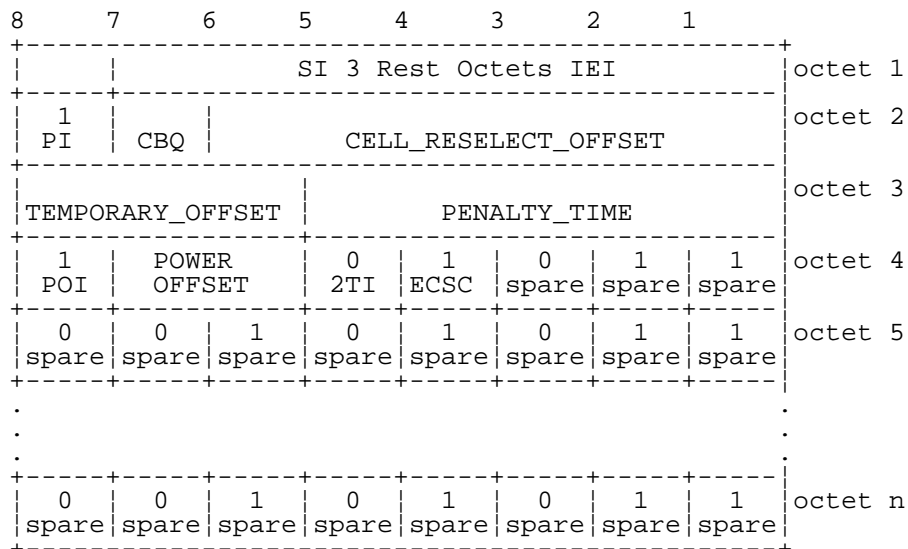 8 7 6 5 4 3 2 1
SI 3 Rest Octets IEI octet 1
1 octet 2
PI CBQ CELL_RESELECT_OFFSET
octet 3
TEMPORARY_OFFSET PENALTY_TIME
1 POWER 0 1 0 1 1 octet 4
POI OFFSET 2TI ECSC spare spare spare
0 0 1 0 1 0 1 1 octet 5
spare spare spare spare spare spare spare spare
. .
. .
. .
0 0 1 0 1 0 1 1 octet n
spare spare spare spare spare spare spare spare